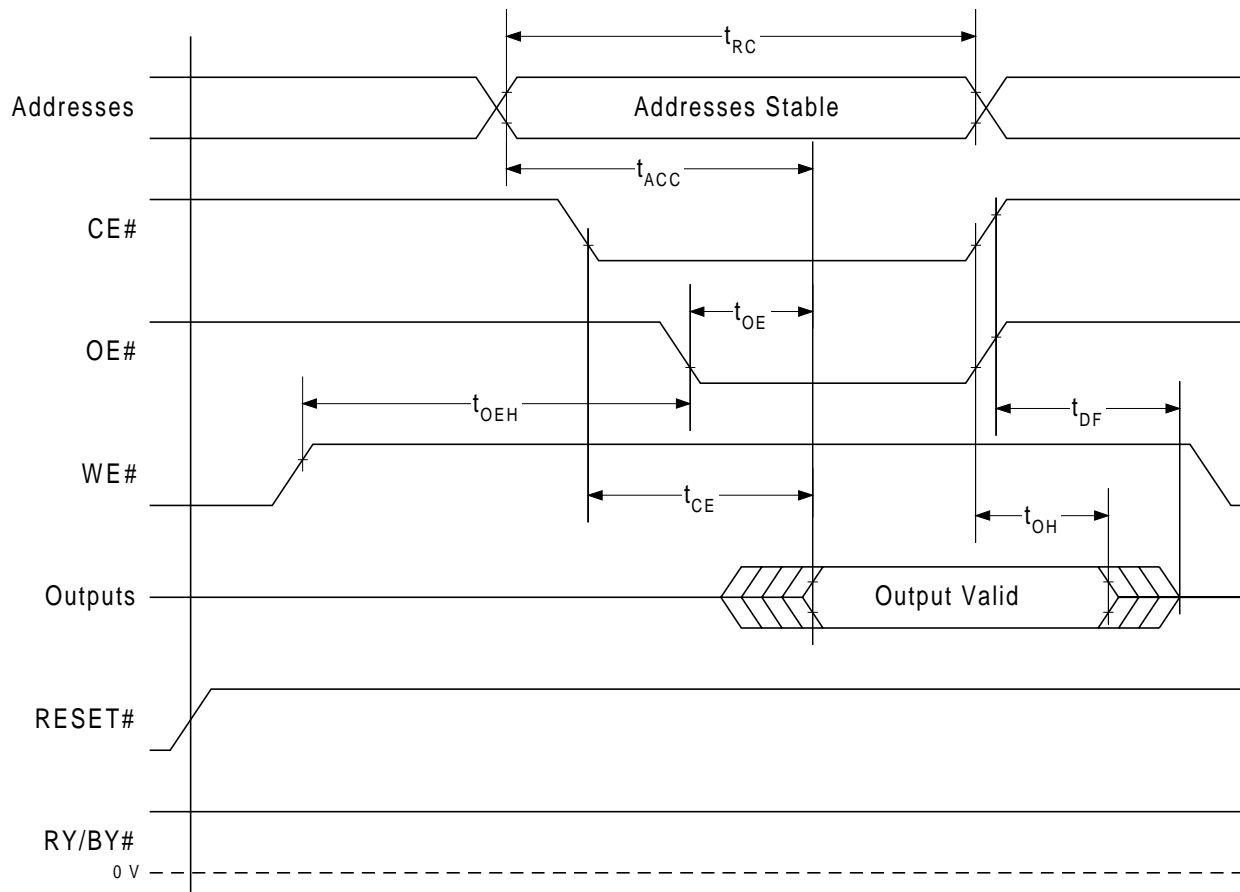 tRC
Addresses
Addresses Stable
tACC
CE#
tOE
OE#
tOEH
tDF
WE#
tCE
tOH
Outputs
Output Valid
RESET#
RY/BY#
0 V